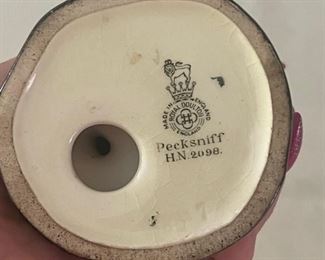 MADE IN ENGLAND
ROYAL DOULTON
ENGLAND
Pecksniff
H.N.2098.